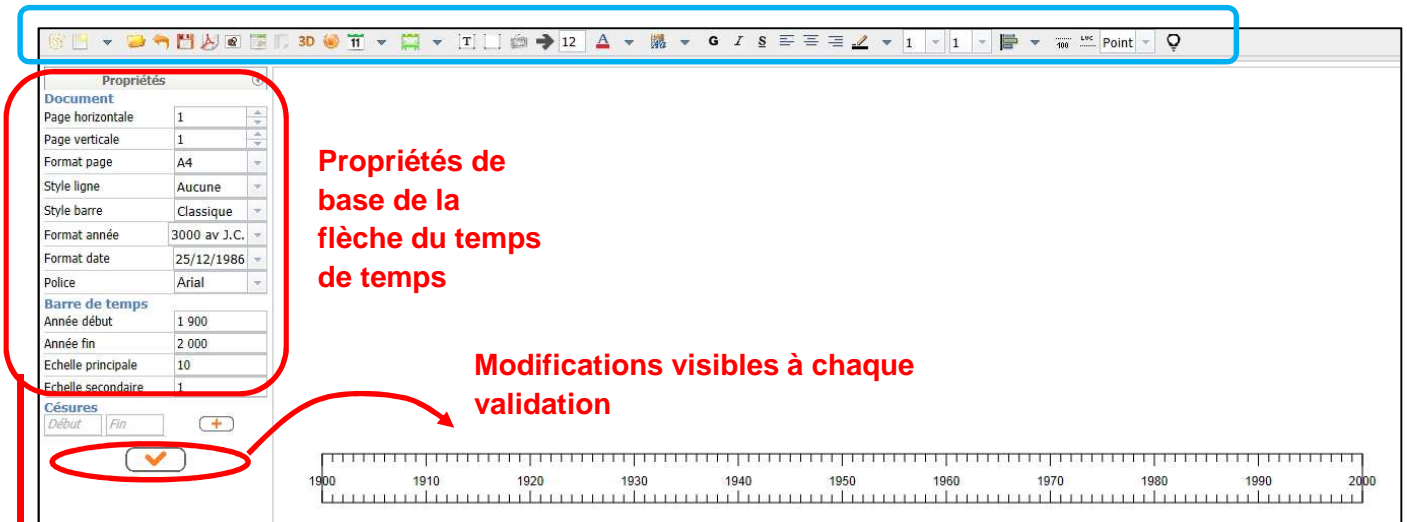 3D 11 T 12 A G I S 1 1 100 LUC Point
Propriétés
Document
Page horizontale 1
Page verticale 1
Format page A4
Style ligne Aucune
Style barre Classique
Format année 3000 av J.C.
Format date 25/12/1986
Police Arial
Barre de temps
Année début 1 900
Année fin 2 000
Echelle principale 10
Echelle secondaire 1
Césures
Début Fin +
Propriétés de
base de la
flèche du temps
de temps
Modifications visibles à chaque
validation
1900 1910 1920 1930 1940 1950 1960 1970 1980 1990 2000